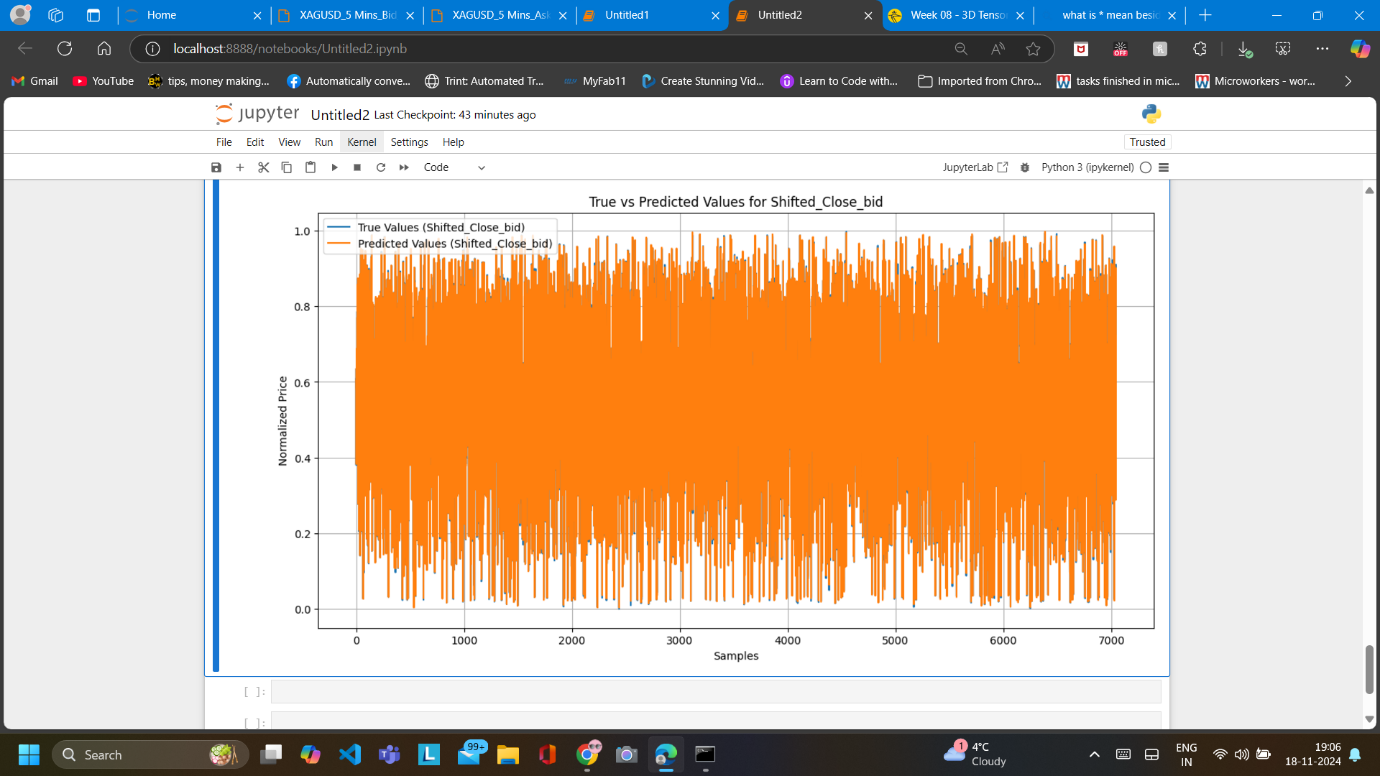 Home
XAGUSD_5 Mins_Bid
XAGUSD_5 Mins_Ask
Untitled1
Untitled2
Week 08 - 3D Tensor
what is * mean besid
localhost:8888/notebooks/Untitled2.ipynb
OFF
Gmail
YouTube
tips, money making...
Automatically conve...
Trint: Automated Tr...
MyFab11
Create Stunning Vid...
Learn to Code with...
Imported from Chro...
tasks finished in mic...
Microworkers - wor...
jupyter Untitled2 Last Checkpoint: 43 minutes ago
File Edit View Run Kernel Settings Help Trusted
Code JupyterLab Python 3 (ipykernel)
True vs Predicted Values for Shifted_Close_bid
True Values (Shifted_Close_bid)
Predicted Values (Shifted_Close_bid)
1.0
0.8
0.6
0.4
0.2
0.0
Normalized Price
0 1000 2000 3000 4000 5000 6000 7000
Samples
[ ]:
[ ]:
Search
99+
L
1
4°C
Cloudy
ENG
IN
19:06
18-11-2024